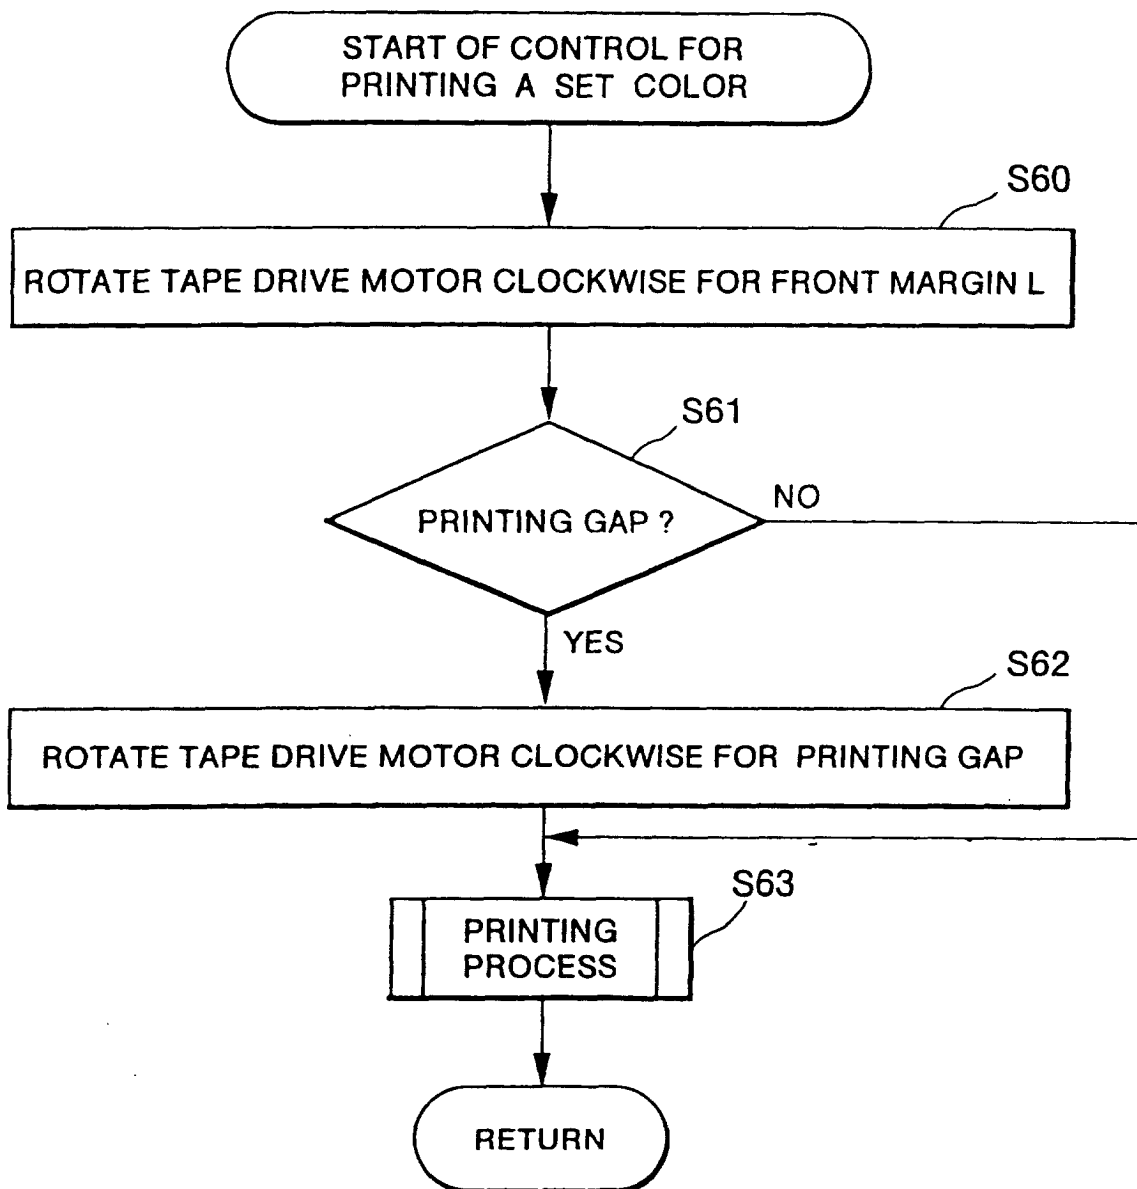 START OF CONTROL FOR
PRINTING A SET COLOR
S60
ROTATE TAPE DRIVE MOTOR CLOCKWISE FOR FRONT MARGIN L
S61
PRINTING GAP ?
NO
YES
S62
ROTATE TAPE DRIVE MOTOR CLOCKWISE FOR PRINTING GAP
S63
PRINTING
PROCESS
RETURN